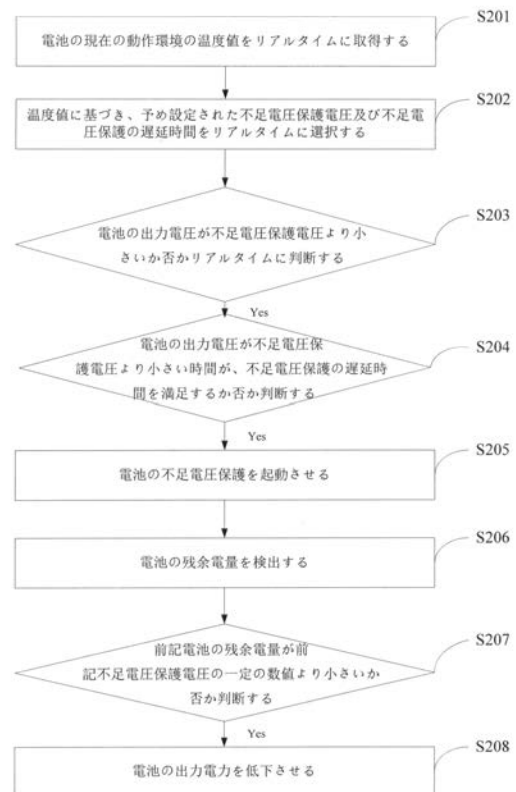 S201
電池の現在の動作環境の温度値をリアルタイムに取得する
S202
温度値に基づき、予め設定された不足電圧保護電圧及び不足電
圧保護の遅延時間をリアルタイムに選択する
S203
電池の出力電圧が不足電圧保護電圧より小
さいか否かリアルタイムに判断する
Yes
S204
電池の出力電圧が不足電圧保
護電圧より小さい時間が、不足電圧保護の遅延時
間を満足するか否か判断する
Yes
S205
電池の不足電圧保護を起動させる
S206
電池の残余電量を検出する
S207
前記電池の残余電量が前
記不足電圧保護電圧の一定の数値より小さいか
否か判断する
Yes
S208
電池の出力電力を低下させる